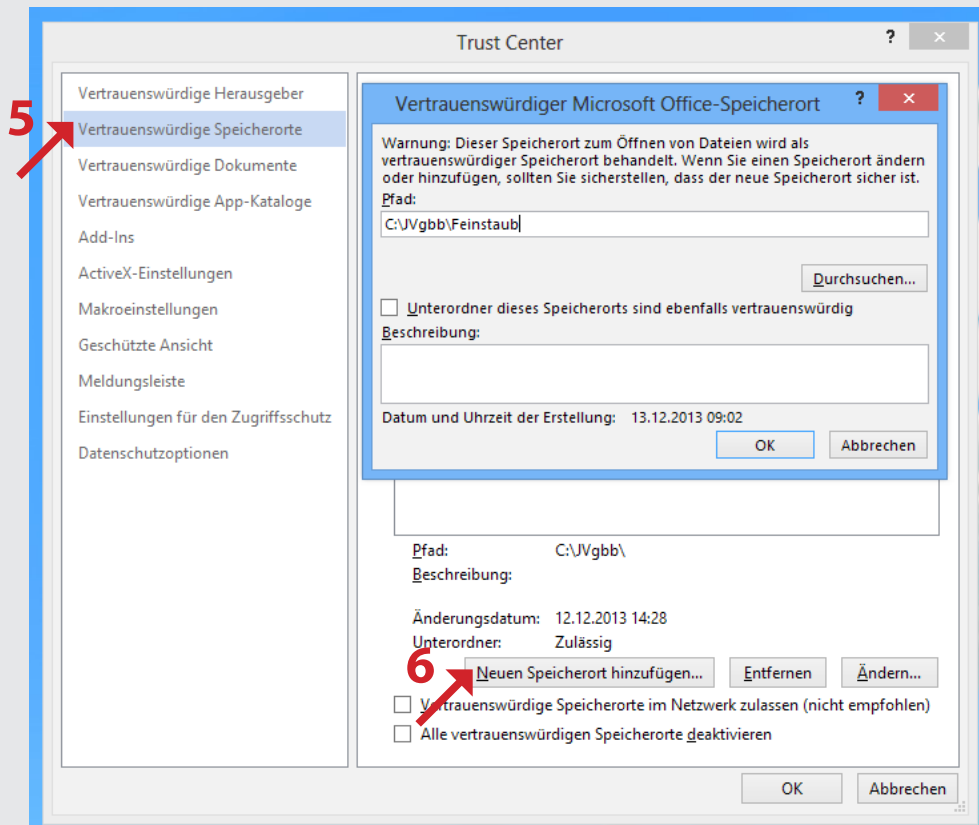 Trust Center
?
5
Vertrauenswürdige Herausgeber
Vertrauenswürdige Speicherorte
Vertrauenswürdige Dokumente
Vertrauenswürdige App-Kataloge
Add-Ins
ActiveX-Einstellungen
Makroeinstellungen
Geschützte Ansicht
Meldungsleiste
Einstellungen für den Zugriffsschutz
Datenschutzoptionen
Vertrauenswürdiger Microsoft Office-Speicherort
?
Warnung: Dieser Speicherort zum Öffnen von Dateien wird als
vertrauenswürdiger Speicherort behandelt. Wenn Sie einen Speicherort ändern
oder hinzufügen, sollten Sie sicherstellen, dass der neue Speicherort sicher ist.
Pfad:
C:\JVgbb\Feinstaub
Durchsuchen...
Unterordner dieses Speicherorts sind ebenfalls vertrauenswürdig
Beschreibung:
Datum und Uhrzeit der Erstellung: 13.12.2013 09:02
OK Abbrechen
Pfad: C:\JVgbb\
Beschreibung:
Änderungsdatum: 12.12.2013 14:28
Unterordner: Zulässig
6
Neuen Speicherort hinzufügen... Entfernen Ändern...
Vertrauenswürdige Speicherorte im Netzwerk zulassen (nicht empfohlen)
Alle vertrauenswürdigen Speicherorte deaktivieren
OK Abbrechen